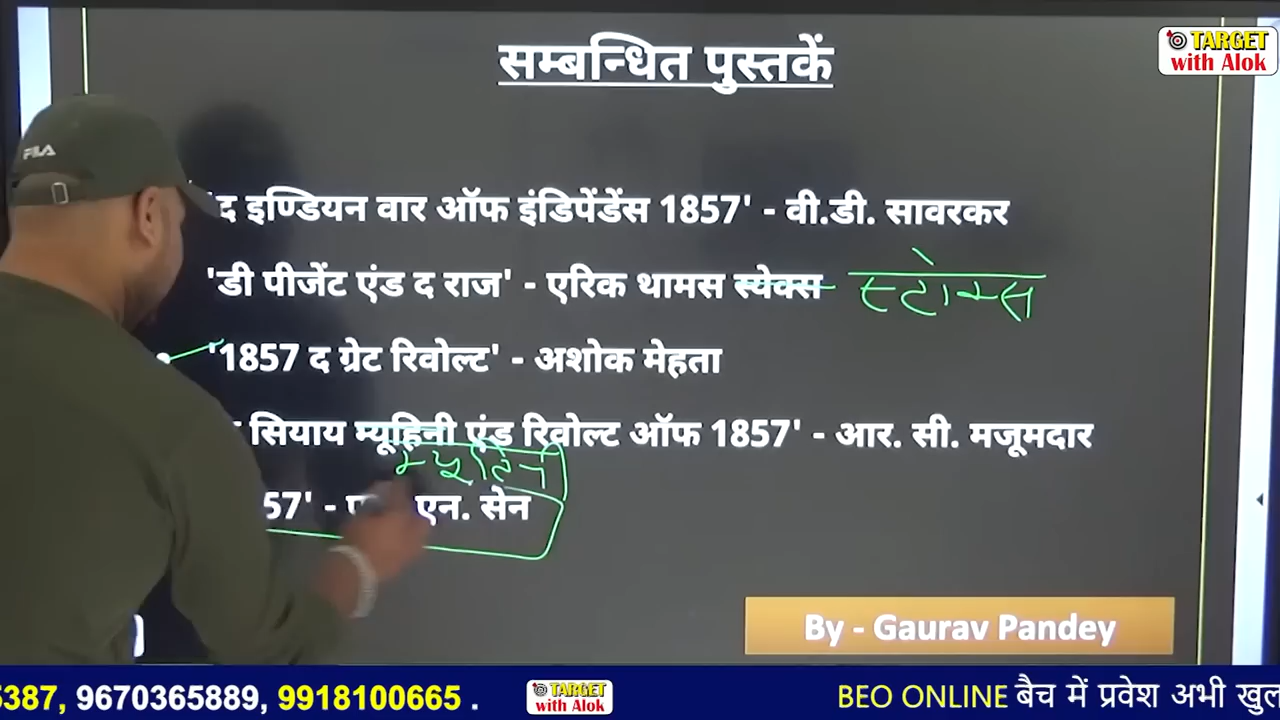 सम्बन्धित पुस्तकें
TARGET
with Alok
FILA
'द इण्डियन वार ऑफ इंडिपेंडेंस 1857' - वी.डी. सावरकर
'डी पीजेंट एंड द राज' - एरिक थामस स्येक्स
'1857 द ग्रेट रिवोल्ट' - अशोक मेहता
सियाय म्यूहिनी एंड रिवोल्ट ऑफ 1857' - आर. सी. मजूमदार
57' - एन. सेन
By - Gaurav Pandey
5387, 9670365889, 9918100665 .
TARGET
with Alok
BEO ONLINE बैच में प्रवेश अभी खुल